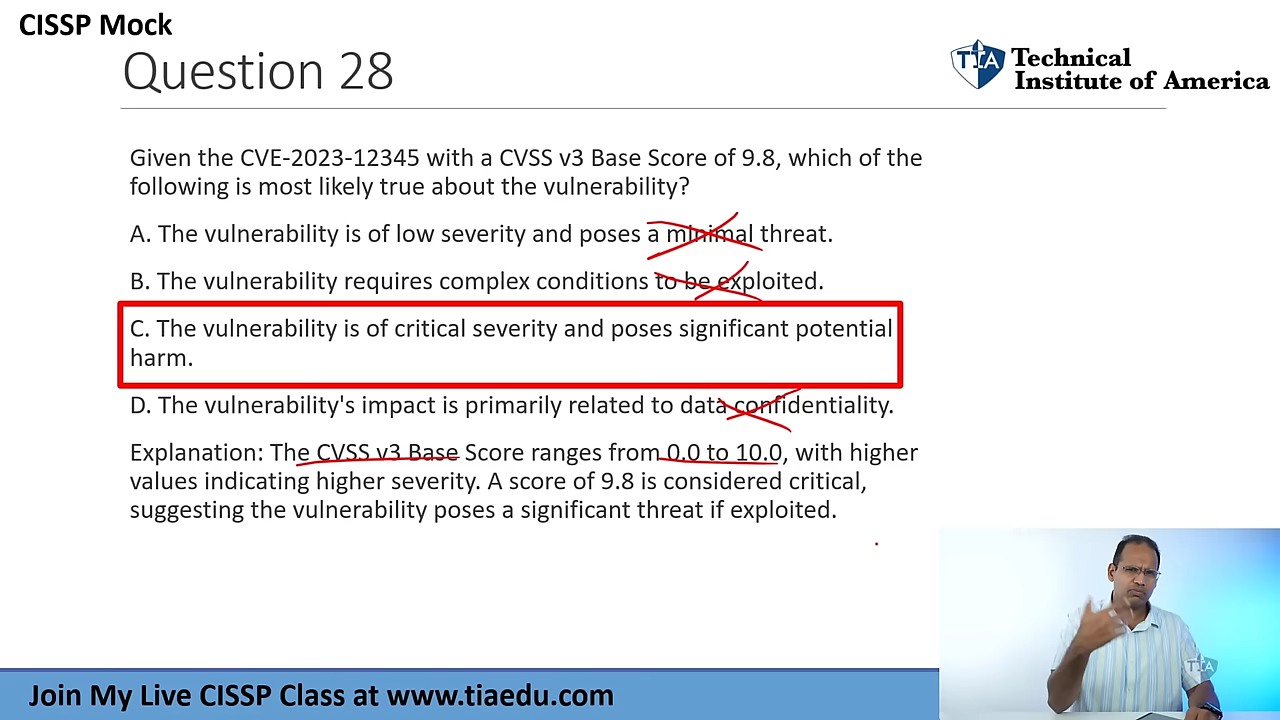 CISSP Mock
Question 28
TIA
Technical
Institute of America
Given the CVE-2023-12345 with a CVSS v3 Base Score of 9.8, which of the
following is most likely true about the vulnerability?
A. The vulnerability is of low severity and poses a minimal threat.
B. The vulnerability requires complex conditions to be exploited.
C. The vulnerability is of critical severity and poses significant potential
harm.
D. The vulnerability's impact is primarily related to data confidentiality.
Explanation: The CVSS v3 Base Score ranges from 0.0 to 10.0, with higher
values indicating higher severity. A score of 9.8 is considered critical,
suggesting the vulnerability poses a significant threat if exploited.
TIA
Join My Live CISSP Class at www.tiaedu.com